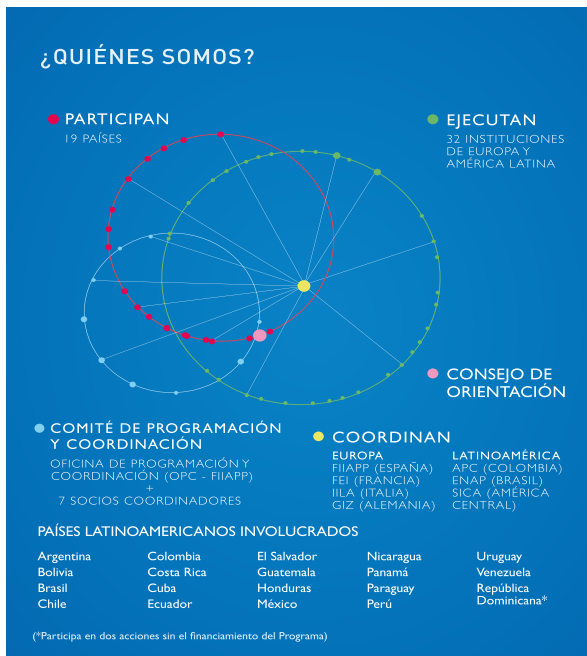 ¿QUIÉNES SOMOS?
PARTICIPAN
19 PAÍSES
EJECUTAN
32 INSTITUCIONES
DE EUROPA Y
AMÉRICA LATINA
CONSEJO DE
ORIENTACIÓN
COMITÉ DE PROGRAMACIÓN
Y COORDINACIÓN
OFICINA DE PROGRAMACIÓN Y
COORDINACIÓN (OPC - FIIAPP)
+
7 SOCIOS COORDINADORES
COORDINAN
EUROPA
FIIAPP (ESPAÑA)
FEI (FRANCIA)
IILA (ITALIA)
GIZ (ALEMANIA)
LATINOAMÉRICA
APC (COLOMBIA)
ENAP (BRASIL)
SICA (AMÉRICA
CENTRAL)
PAÍSES LATINOAMERICANOS INVOLUCRADOS
Argentina
Bolivia
Brasil
Chile
Colombia
Costa Rica
Cuba
Ecuador
El Salvador
Guatemala
Honduras
México
Nicaragua
Panamá
Paraguay
Perú
Uruguay
Venezuela
República
Dominicana*
(*Participa en dos acciones sin el financiamiento del Programa)